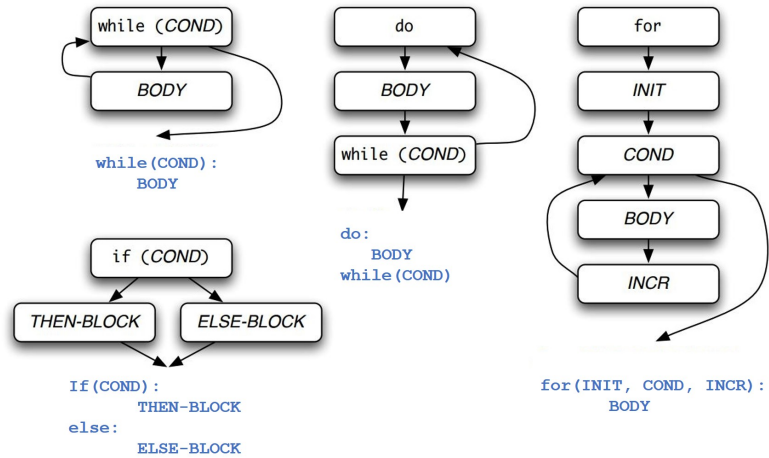 while (COND)
BODY
while(COND):
BODY
do
BODY
while (COND)
do:
BODY
while(COND)
for
INIT
COND
BODY
INCR
for(INIT, COND, INCR):
BODY
if (COND)
THEN-BLOCK
ELSE-BLOCK
If(COND):
THEN-BLOCK
else:
ELSE-BLOCK